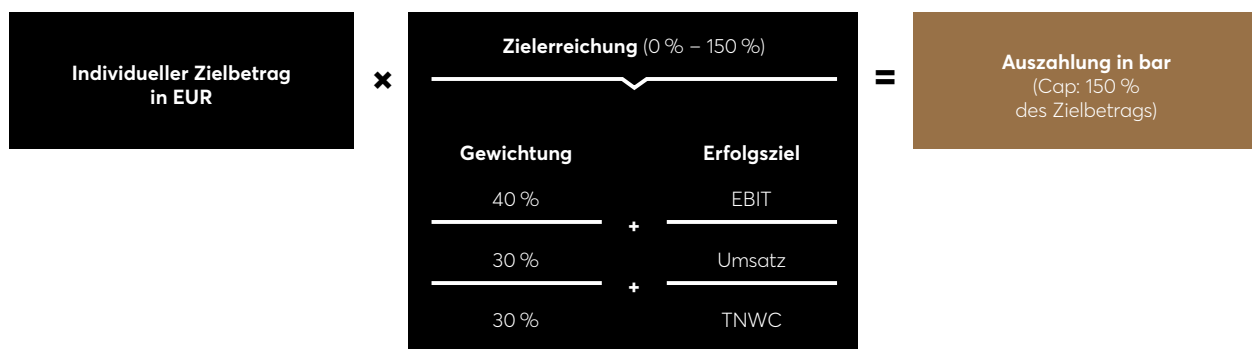 Individueller Zielbetrag
in EUR
×
Zielerreichung (0 % – 150 %)
Gewichtung Erfolgsziel
40 % EBIT
+
30 % Umsatz
+
30 % TNWC
=
Auszahlung in bar
(Cap: 150 %
des Zielbetrags)